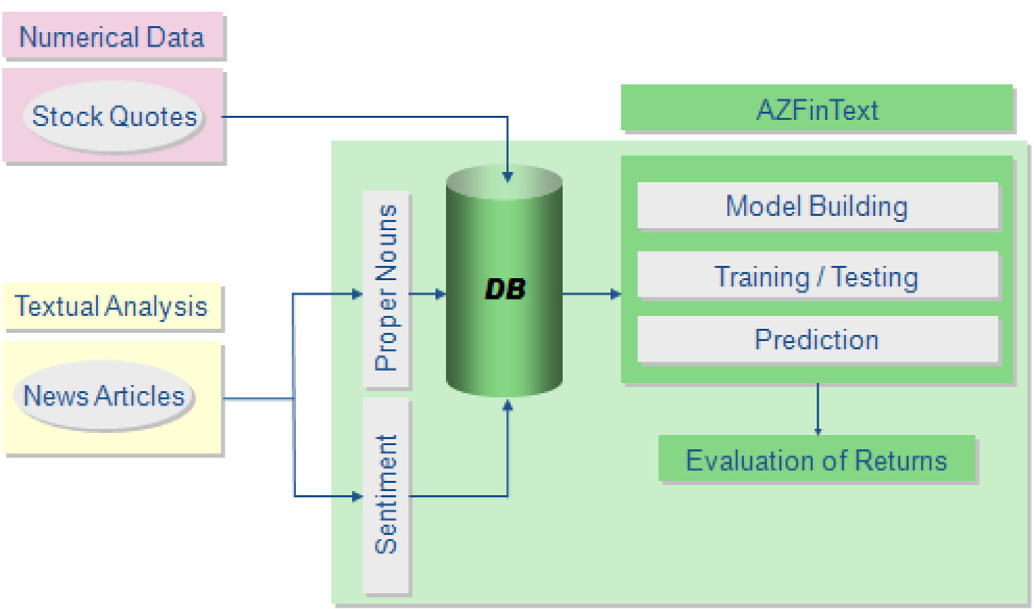 Numerical Data
Stock Quotes
AZFinText
Proper Nouns
DB
Model Building
Training / Testing
Prediction
Textual Analysis
News Articles
Sentiment
Evaluation of Returns